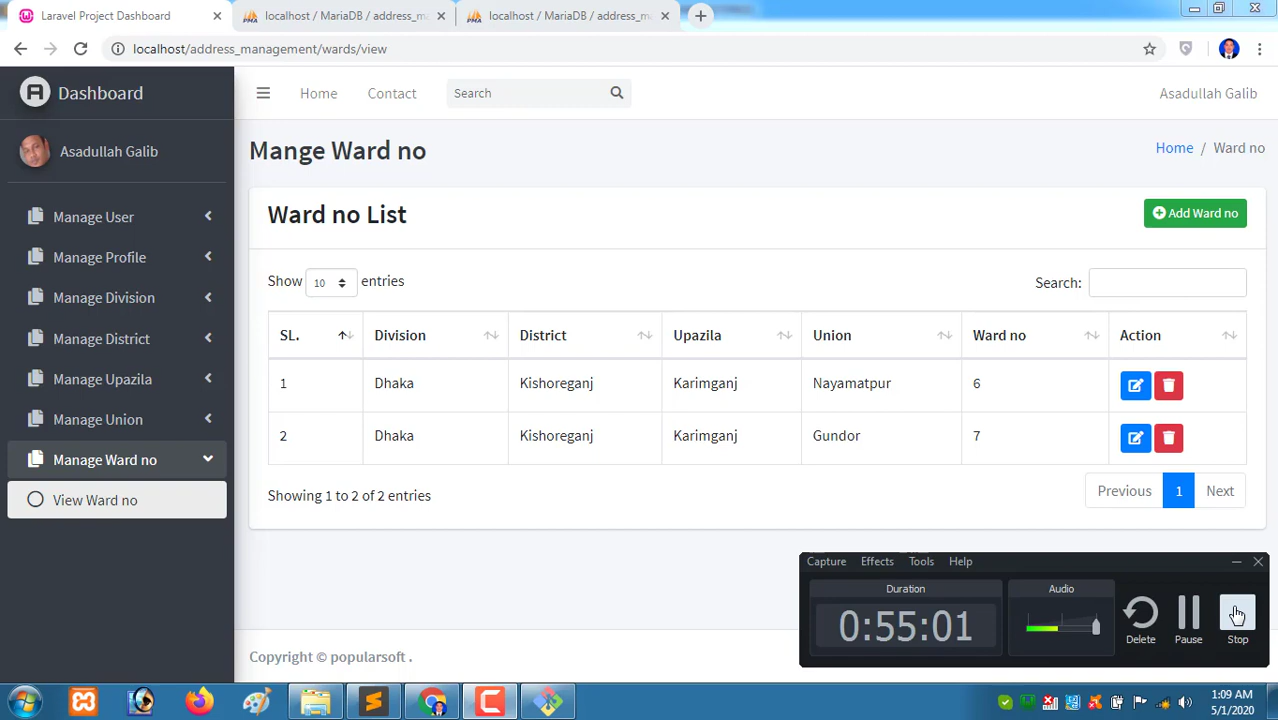 Laravel Project Dashboard
localhost / MariaDB / address_ma
localhost / MariaDB / address_m
localhost/address_management/wards/view
Dashboard
Home
Contact
Search
Asadullah Galib
Asadullah Galib
Mange Ward no
Home / Ward no
Manage User
Manage Profile
Manage Division
Manage District
Manage Upazila
Manage Union
Manage Ward no
View Ward no
Ward no List
Add Ward no
Show 10 entries
Search:
SL. Division District Upazila Union Ward no Action
1 Dhaka Kishoreganj Karimganj Nayamatpur 6
2 Dhaka Kishoreganj Karimganj Gundor 7
Showing 1 to 2 of 2 entries
Previous 1 Next
Capture Effects Tools Help
Duration
Audio
0:55:01
Delete Pause Stop
Copyright © popularsoft .
1:09 AM
5/1/2020